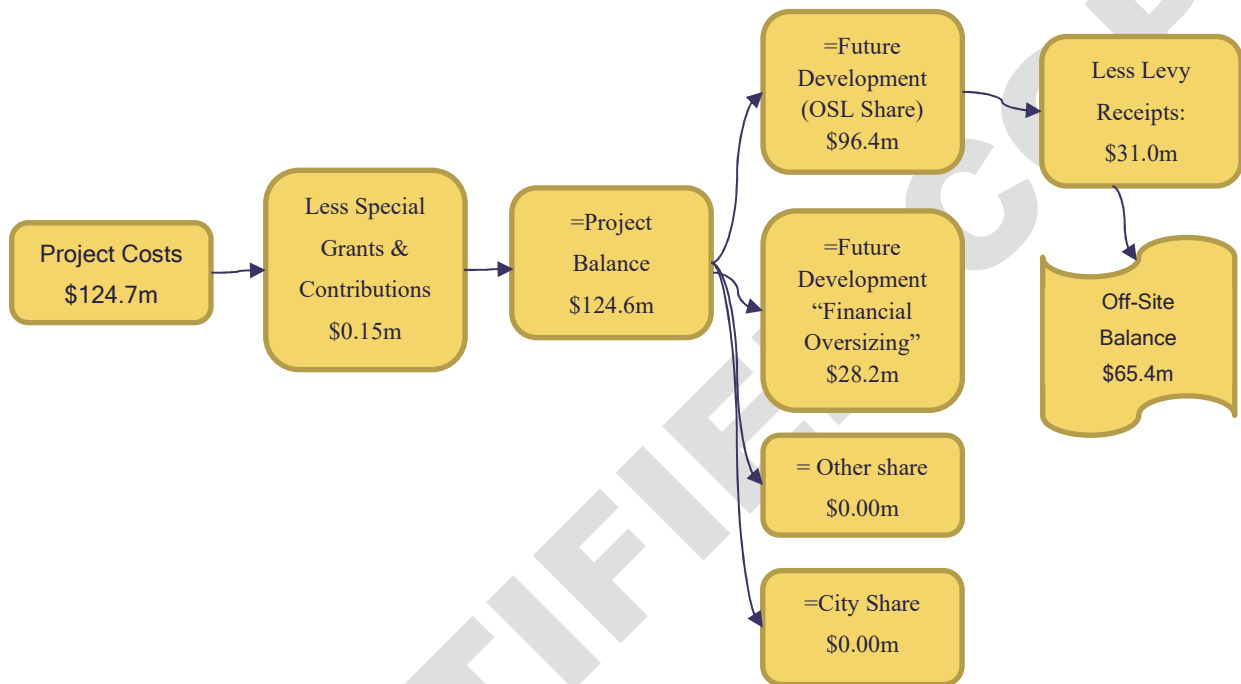 Project Costs
$124.7m
Less Special
Grants &
Contributions
$0.15m
=Project
Balance
$124.6m
=Future
Development
(OSL Share)
$96.4m
=Future
Development
“Financial
Oversizing”
$28.2m
= Other share
$0.00m
=City Share
$0.00m
Less Levy
Receipts:
$31.0m
Off-Site
Balance
$65.4m